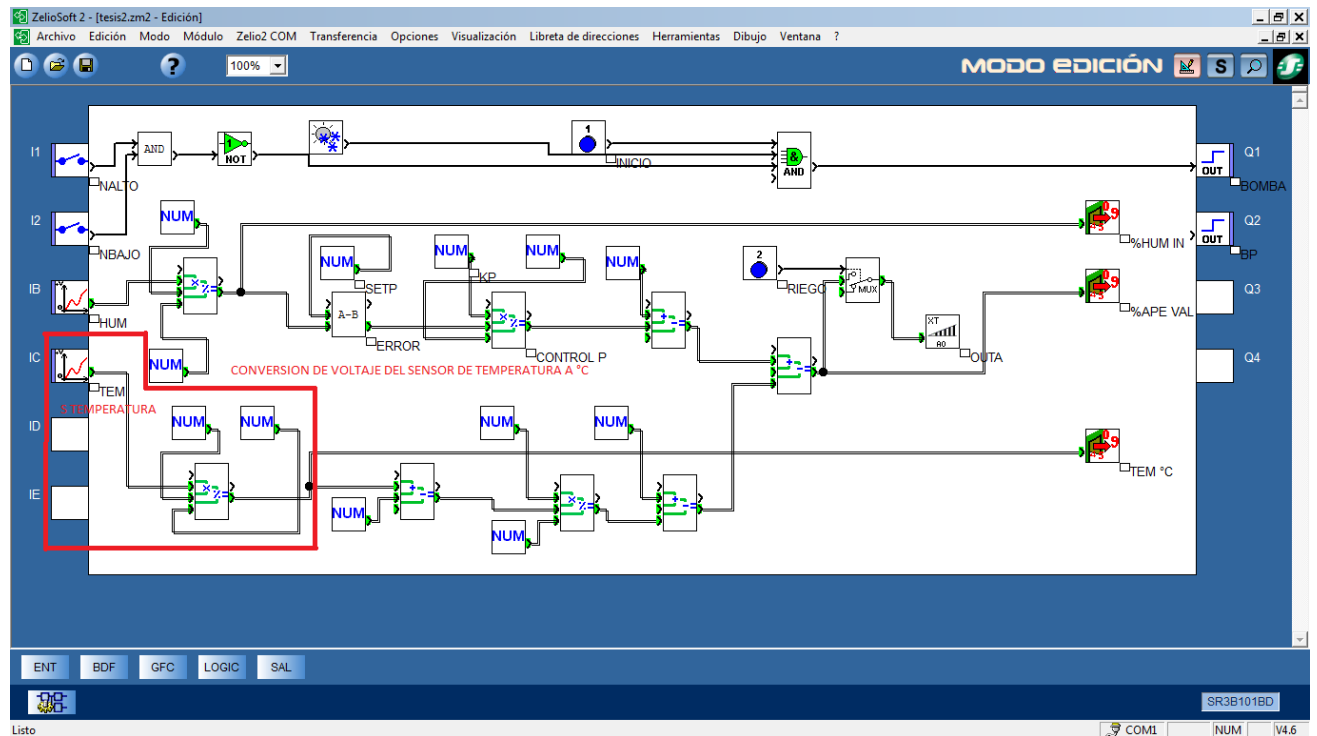 ZelioSoft 2 - [tesis2.zm2 - Edición]
Archivo Edición Modo Módulo Zelio2 COM Transferencia Opciones Visualización Libreta de direcciones Herramientas Dibujo Ventana ?
? 100% MODO EDICIÓN S
I1 AND NOT 1 INICIO & AND OUT Q1
NALTO BOMBA
I2 NUM OUT Q2
NBAJO %HUM IN BP
NUM NUM NUM NUM 2
SETP KP RIEGO MUX
IB Q3
HUM A-B %APE VAL
ERROR CONTROL P XT A0 OUTA
IC NUM Q4
CONVERSION DE VOLTAJE DEL SENSOR DE TEMPERATURA A °C
TEM
S TEMPERATURA
ID NUM NUM NUM NUM
TEM °C
IE NUM
NUM
ENT BDF GFC LOGIC SAL
SR3B101BD
Listo COM1 NUM V4.6